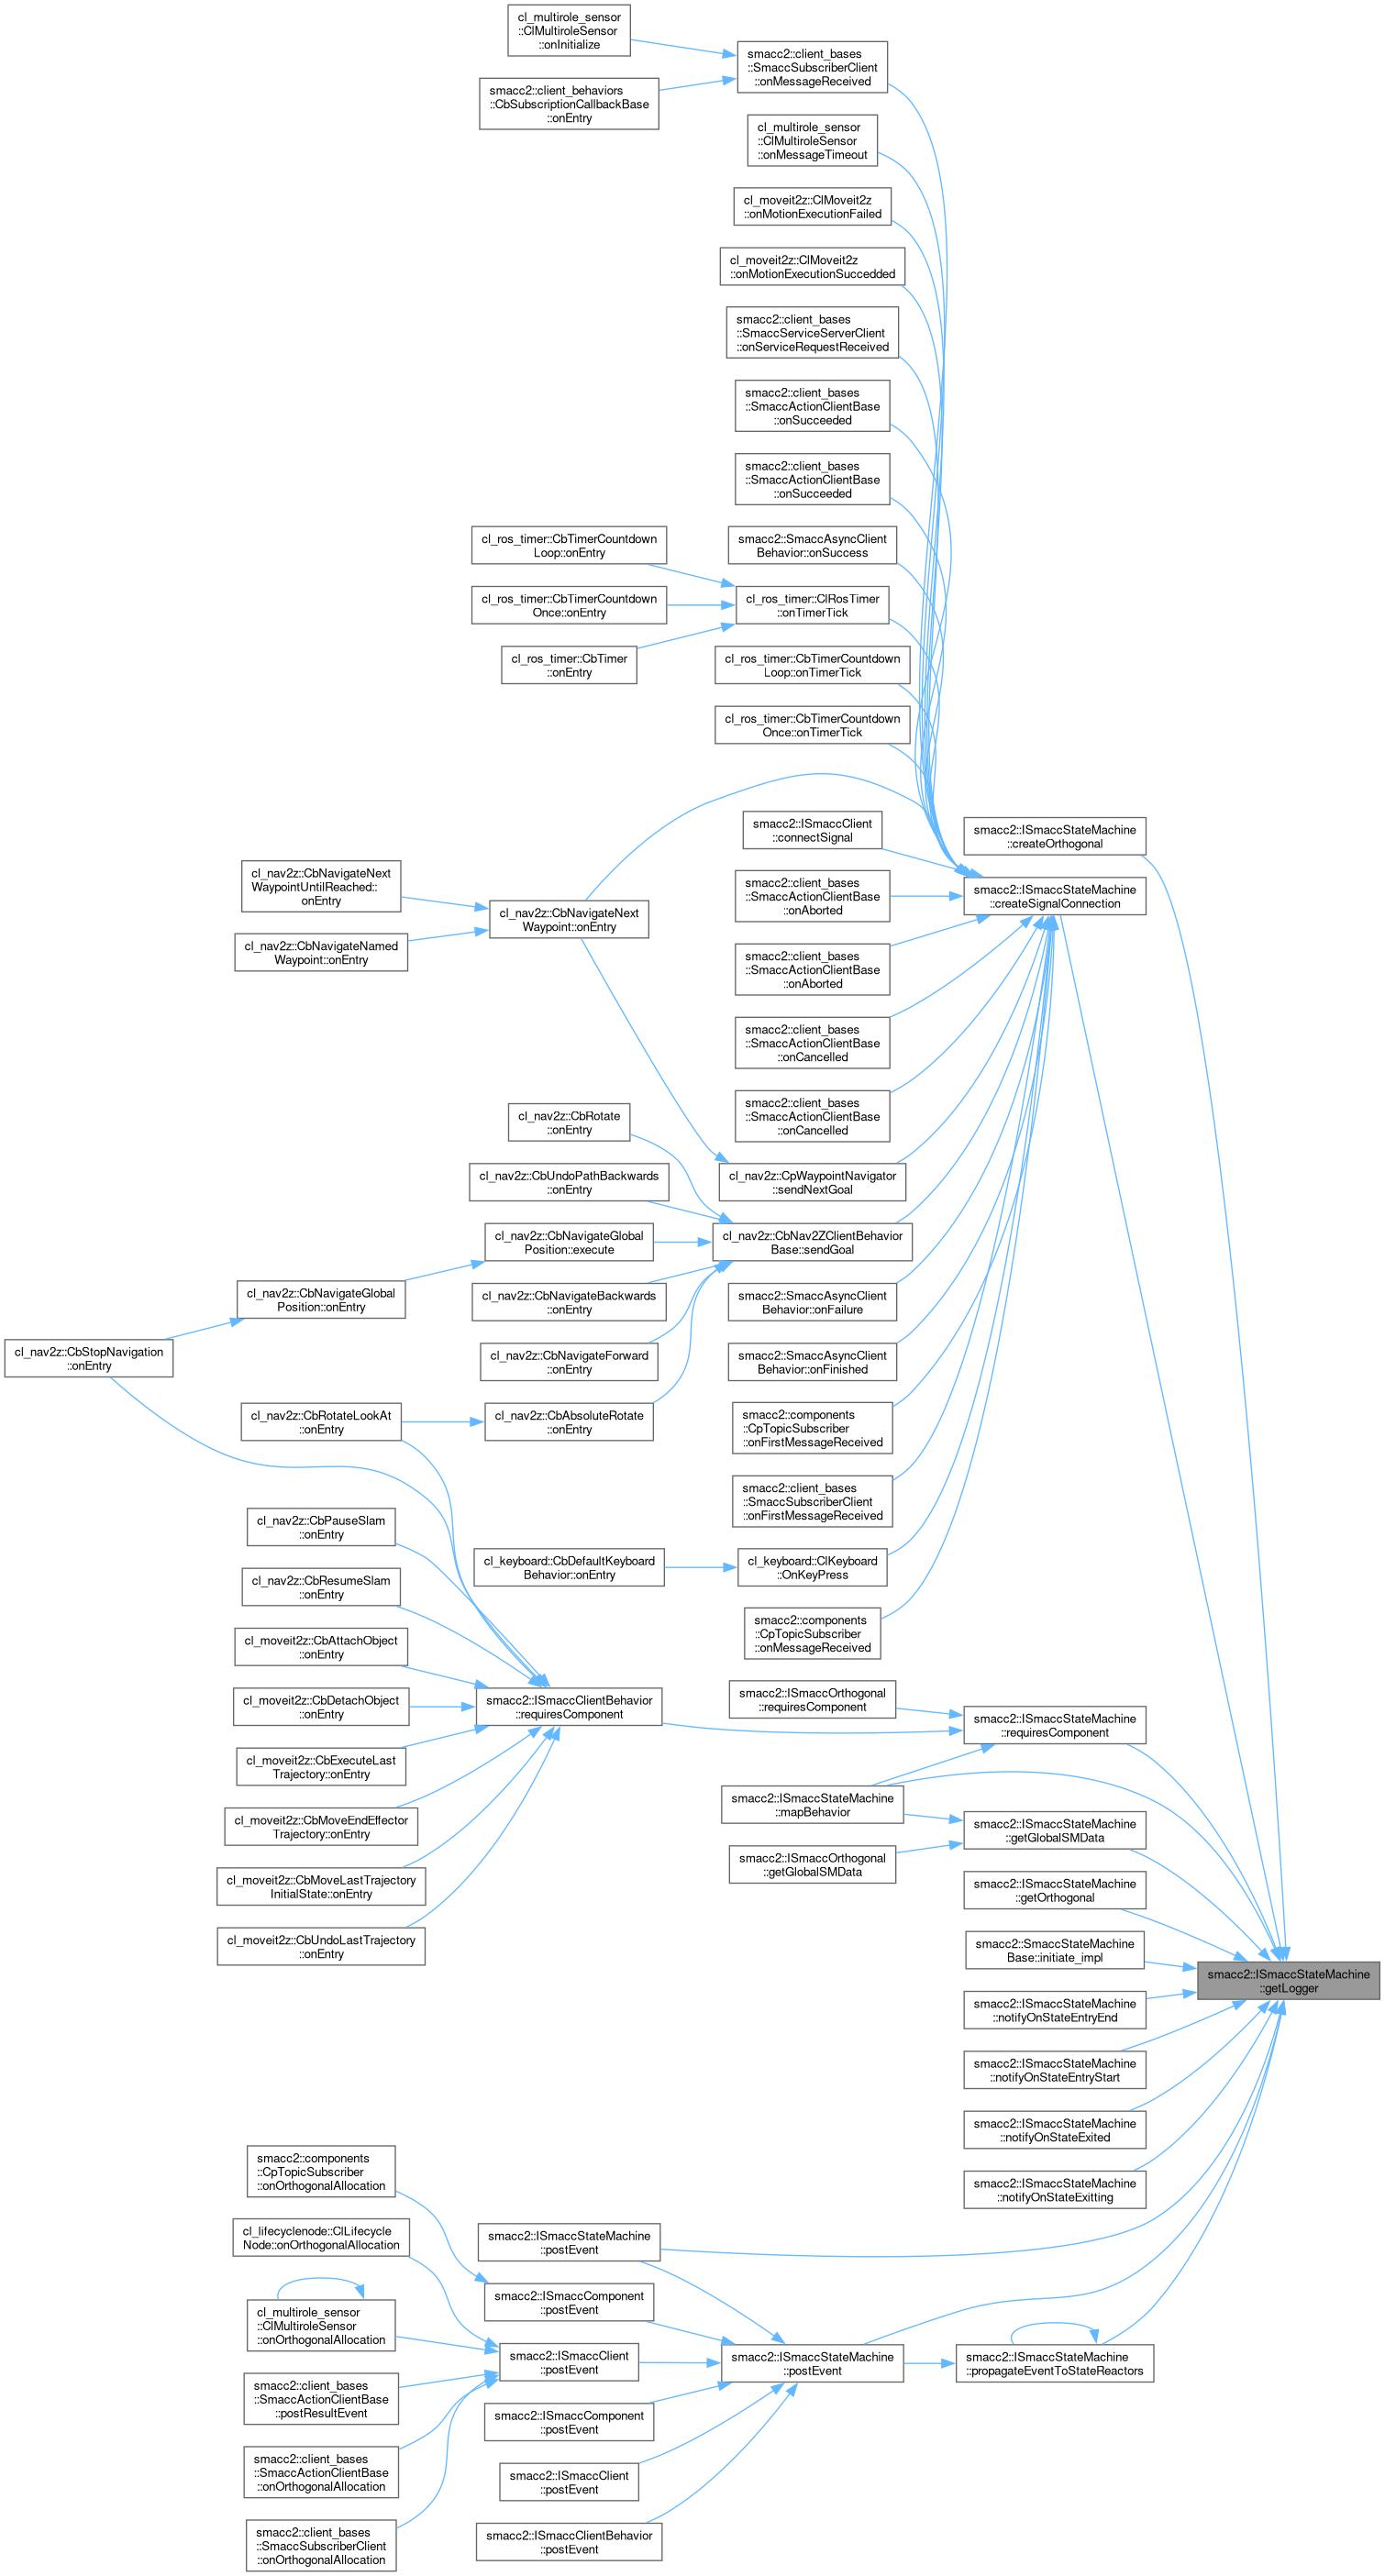 cl_multirole_sensor
::ClMultiroleSensor
::onInitialize
smacc2::client_behaviors
::CbSubscriptionCallbackBase
::onEntry
smacc2::client_bases
::SmaccSubscriberClient
::onMessageReceived
cl_multirole_sensor
::ClMultiroleSensor
::onMessageTimeout
cl_moveit2z::ClMoveit2z
::onMotionExecutionFailed
cl_moveit2z::ClMoveit2z
::onMotionExecutionSuccedded
smacc2::client_bases
::SmaccServiceServerClient
::onServiceRequestReceived
smacc2::client_bases
::SmaccActionClientBase
::onSucceeded
smacc2::client_bases
::SmaccActionClientBase
::onSucceeded
smacc2::SmaccAsyncClient
Behavior::onSuccess
cl_ros_timer::CbTimerCountdown
Loop::onEntry
cl_ros_timer::CbTimerCountdown
Once::onEntry
cl_ros_timer::CbTimer
::onEntry
cl_ros_timer::ClRosTimer
::onTimerTick
cl_ros_timer::CbTimerCountdown
Loop::onTimerTick
cl_ros_timer::CbTimerCountdown
Once::onTimerTick
smacc2::ISmaccClient
::connectSignal
smacc2::ISmaccStateMachine
::createOrthogonal
smacc2::ISmaccStateMachine
::createSignalConnection
cl_nav2z::CbNavigateNext
WaypointUntilReached::
onEntry
cl_nav2z::CbNavigateNamed
Waypoint::onEntry
cl_nav2z::CbNavigateNext
Waypoint::onEntry
smacc2::client_bases
::SmaccActionClientBase
::onAborted
smacc2::client_bases
::SmaccActionClientBase
::onAborted
smacc2::client_bases
::SmaccActionClientBase
::onCancelled
smacc2::client_bases
::SmaccActionClientBase
::onCancelled
cl_nav2z::CbRotate
::onEntry
cl_nav2z::CbUndoPathBackwards
::onEntry
cl_nav2z::CpWaypointNavigator
::sendNextGoal
cl_nav2z::CbNavigateGlobal
Position::execute
cl_nav2z::CbNav2ZClientBehavior
Base::sendGoal
cl_nav2z::CbNavigateGlobal
Position::onEntry
cl_nav2z::CbNavigateBackwards
::onEntry
smacc2::SmaccAsyncClient
Behavior::onFailure
cl_nav2z::CbStopNavigation
::onEntry
cl_nav2z::CbNavigateForward
::onEntry
smacc2::SmaccAsyncClient
Behavior::onFinished
cl_nav2z::CbRotateLookAt
::onEntry
cl_nav2z::CbAbsoluteRotate
::onEntry
smacc2::components
::CpTopicSubscriber
::onFirstMessageReceived
smacc2::client_bases
::SmaccSubscriberClient
::onFirstMessageReceived
cl_nav2z::CbPauseSlam
::onEntry
cl_nav2z::CbResumeSlam
::onEntry
cl_keyboard::CbDefaultKeyboard
Behavior::onEntry
cl_keyboard::ClKeyboard
::OnKeyPress
smacc2::components
::CpTopicSubscriber
::onMessageReceived
cl_moveit2z::CbAttachObject
::onEntry
cl_moveit2z::CbDetachObject
::onEntry
cl_moveit2z::CbExecuteLast
Trajectory::onEntry
cl_moveit2z::CbMoveEndEffector
Trajectory::onEntry
cl_moveit2z::CbMoveLastTrajectory
InitialState::onEntry
cl_moveit2z::CbUndoLastTrajectory
::onEntry
smacc2::ISmaccClientBehavior
::requiresComponent
smacc2::ISmaccOrthogonal
::requiresComponent
smacc2::ISmaccStateMachine
::requiresComponent
smacc2::ISmaccStateMachine
::mapBehavior
smacc2::ISmaccStateMachine
::getGlobalSMData
smacc2::ISmaccOrthogonal
::getGlobalSMData
smacc2::ISmaccStateMachine
::getOrthogonal
smacc2::SmaccStateMachine
Base::initiate_impl
smacc2::ISmaccStateMachine
::getLogger
smacc2::ISmaccStateMachine
::notifyOnStateEntryEnd
smacc2::ISmaccStateMachine
::notifyOnStateEntryStart
smacc2::ISmaccStateMachine
::notifyOnStateExited
smacc2::ISmaccStateMachine
::notifyOnStateExitting
smacc2::components
::CpTopicSubscriber
::onOrthogonalAllocation
cl_lifecyclenode::ClLifecycle
Node::onOrthogonalAllocation
cl_multirole_sensor
::ClMultiroleSensor
::onOrthogonalAllocation
smacc2::client_bases
::SmaccActionClientBase
::postResultEvent
smacc2::client_bases
::SmaccActionClientBase
::onOrthogonalAllocation
smacc2::client_bases
::SmaccSubscriberClient
::onOrthogonalAllocation
smacc2::ISmaccStateMachine
::postEvent
smacc2::ISmaccComponent
::postEvent
smacc2::ISmaccClient
::postEvent
smacc2::ISmaccComponent
::postEvent
smacc2::ISmaccClient
::postEvent
smacc2::ISmaccClientBehavior
::postEvent
smacc2::ISmaccStateMachine
::postEvent
smacc2::ISmaccStateMachine
::propagateEventToStateReactors